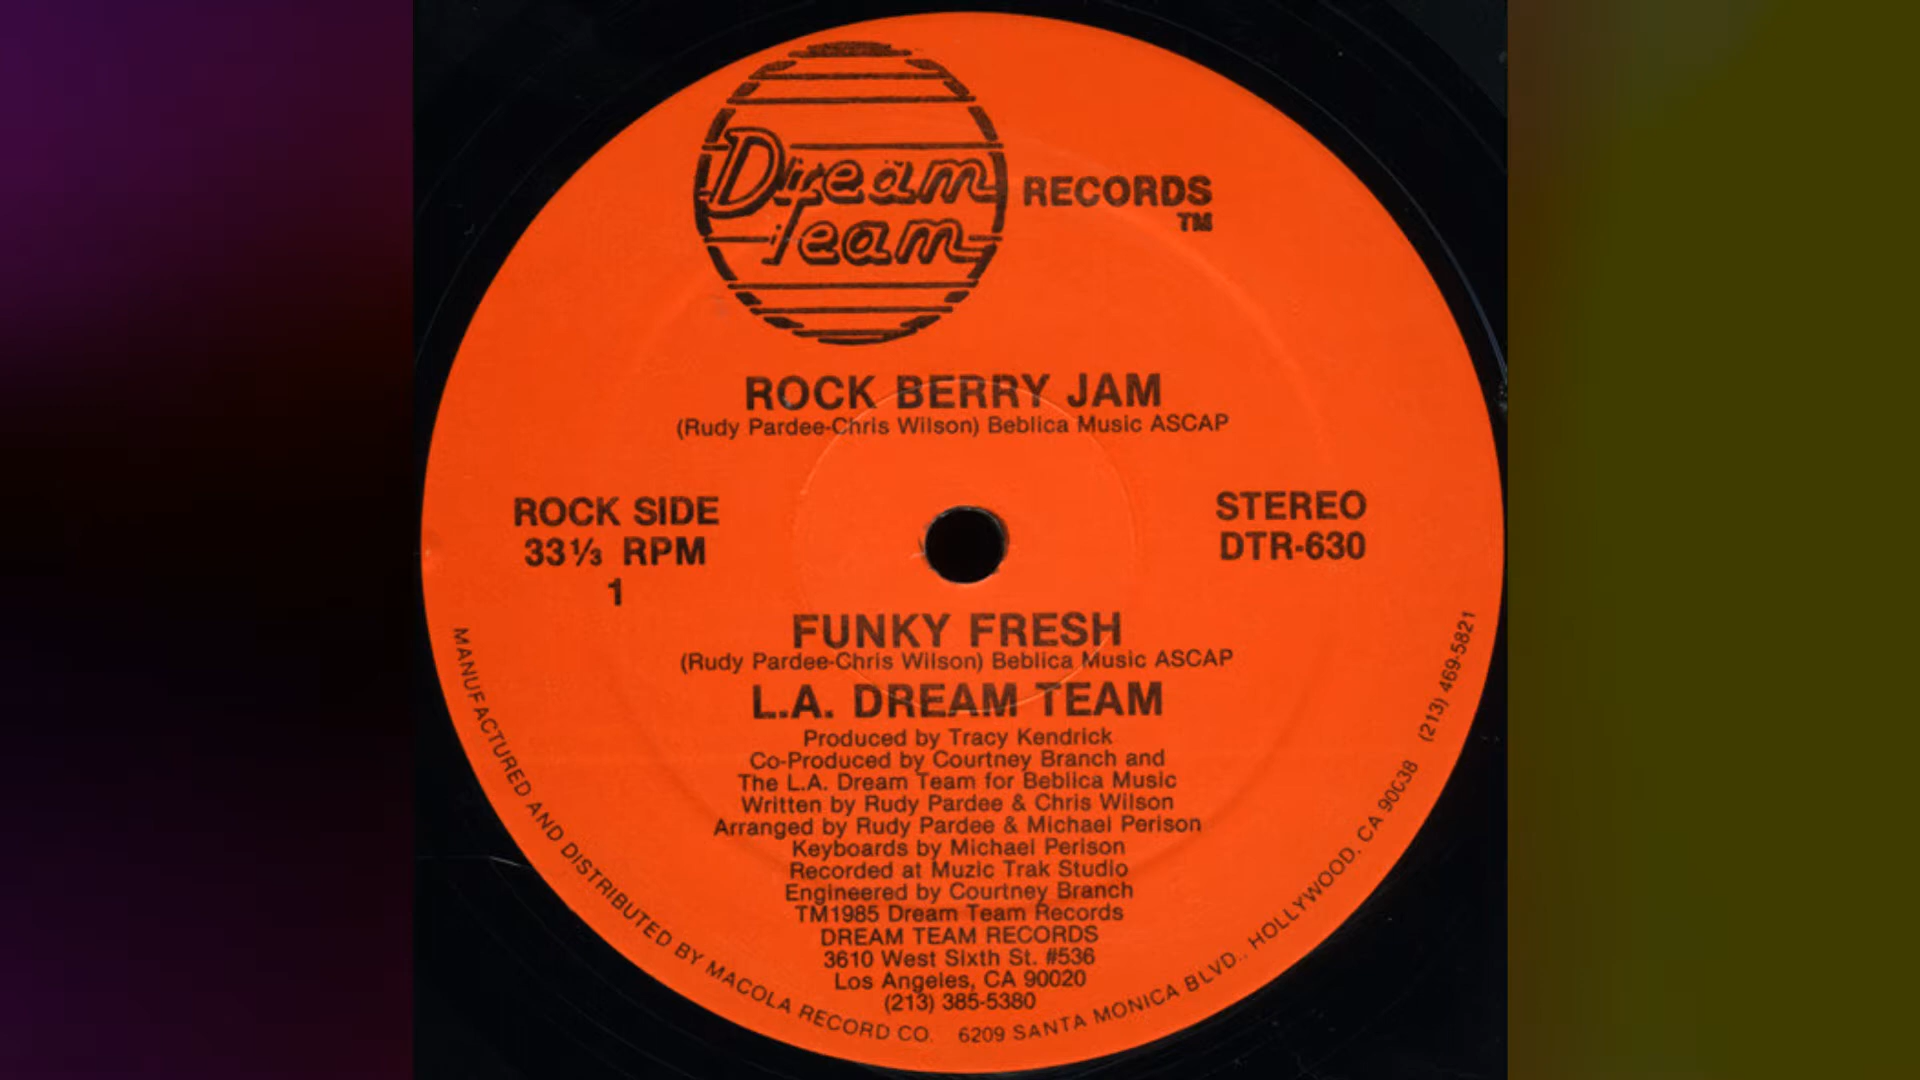 Dream
Team
RECORDS
TM
ROCK BERRY JAM
(Rudy Pardee-Chris Wilson) Beblica Music ASCAP
ROCK SIDE
33⅓ RPM
1
STEREO
DTR-630
FUNKY FRESH
(Rudy Pardee-Chris Wilson) Beblica Music ASCAP
L.A. DREAM TEAM
Produced by Tracy Kendrick
Co-Produced by Courtney Branch and
The L.A. Dream Team for Beblica Music
Written by Rudy Pardee & Chris Wilson
Arranged by Rudy Pardee & Michael Perison
Keyboards by Michael Perison
Recorded at Muzic Trak Studio
Engineered by Courtney Branch
TM1985 Dream Team Records
DREAM TEAM RECORDS
3610 West Sixth St. #536
Los Angeles, CA 90020
(213) 385-5380
MANUFACTURED AND DISTRIBUTED BY MACOLA RECORD CO. 6209 SANTA MONICA BLVD., HOLLYWOOD, CA 90038 (213) 469-5821